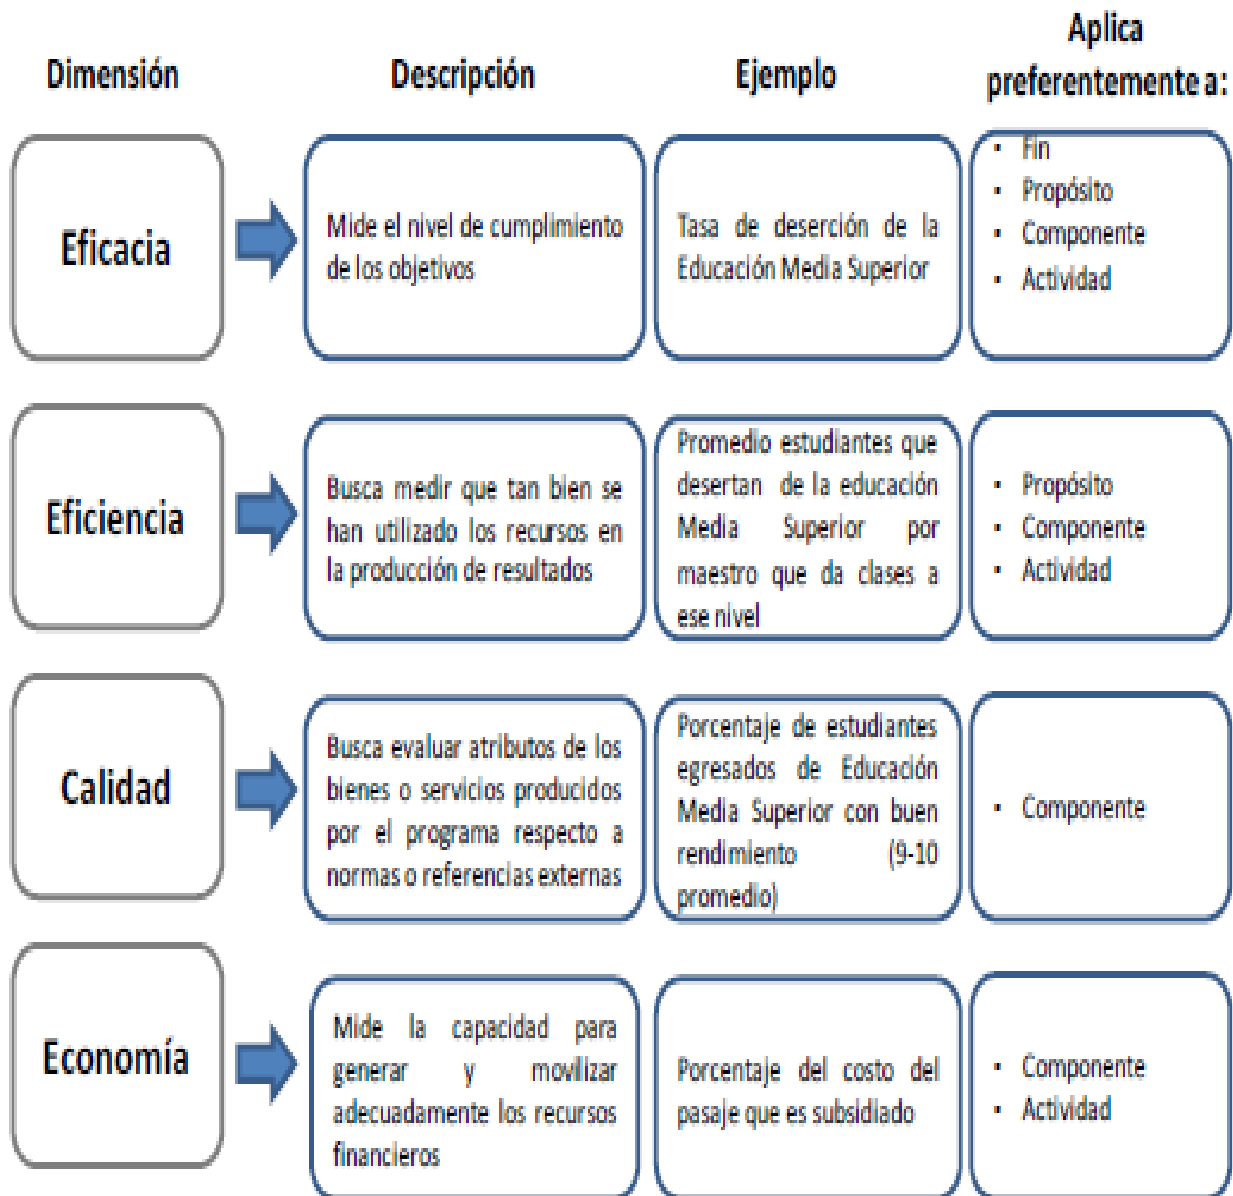 Dimensión
Descripción
Ejemplo
Aplica
preferentemente a:
Eficacia
Mide el nivel de cumplimiento
de los objetivos
Tasa de deserción de la
Educación Media Superior
▪ Fin
▪ Propósito
▪ Componente
▪ Actividad
Eficiencia
Busca medir que tan bien se
han utilizado los recursos en
la producción de resultados
Promedio estudiantes que
desertan de la educación
Media Superior por
maestro que da clases a
ese nivel
▪ Propósito
▪ Componente
▪ Actividad
Calidad
Busca evaluar atributos de los
bienes o servicios producidos
por el programa respecto a
normas o referencias externas
Porcentaje de estudiantes
egresados de Educación
Media Superior con buen
rendimiento (9-10
promedio)
▪ Componente
Economía
Mide la capacidad para
generar y movilizar
adecuadamente los recursos
financieros
Porcentaje del costo del
pasaje que es subsidiado
▪ Componente
▪ Actividad